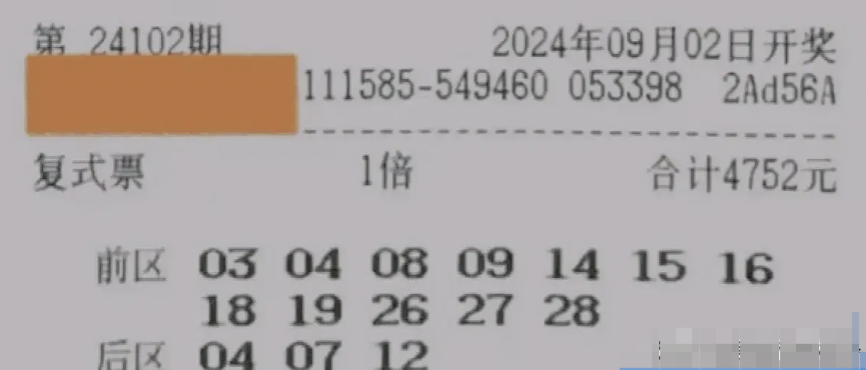 第 24102期 2024年09月02日开奖
111585-549460 053398 2Ad56A
复式票 1倍 合计4752元
前区 03 04 08 09 14 15 16
18 19 26 27 28
后区 04 07 12